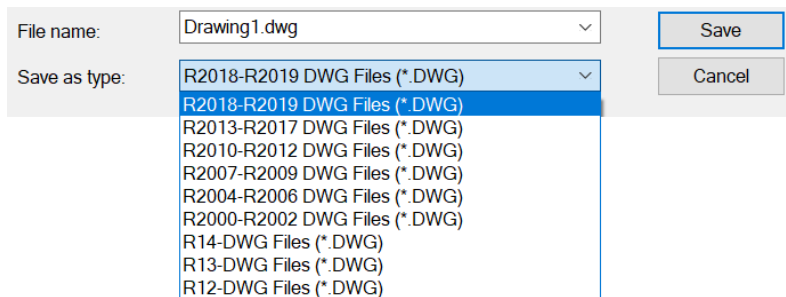 File name: Drawing1.dwg Save
Save as type: R2018-R2019 DWG Files (*.DWG) Cancel
R2018-R2019 DWG Files (*.DWG)
R2013-R2017 DWG Files (*.DWG)
R2010-R2012 DWG Files (*.DWG)
R2007-R2009 DWG Files (*.DWG)
R2004-R2006 DWG Files (*.DWG)
R2000-R2002 DWG Files (*.DWG)
R14-DWG Files (*.DWG)
R13-DWG Files (*.DWG)
R12-DWG Files (*.DWG)